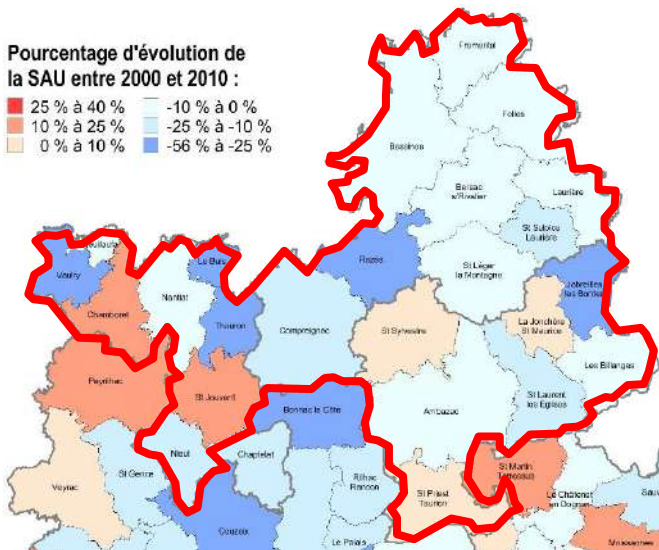 Pourcentage d'évolution de
la SAU entre 2000 et 2010 :
25 % à 40 %
-10 % à 0 %
10 % à 25 %
-25 % à -10 %
0 % à 10 %
-56 % à -25 %
Fromental
Folles
Bessines
Bersac
s/Rivalier
Laurière
St Sulpice
Laurière
Vaulry
Le Buis
Razès
St Léger
la Montagne
Jabreilles
les Bordes
Nantiat
Chamboret
Thouron
Compreignac
St Sylvestre
La Jonchère
St Maurice
Les Billanges
Peyrilhac
St Jouvent
Bonnac la Côte
Ambazac
St Laurent
les Eglises
Nieul
Chaptelat
St Gence
Rilhac
Rancon
Veyrac
St Priest
Taurion
St Martin
Terressus
Le Châtenet
en Dognon
Sau
Couzeix
Le Palais
Moissannes